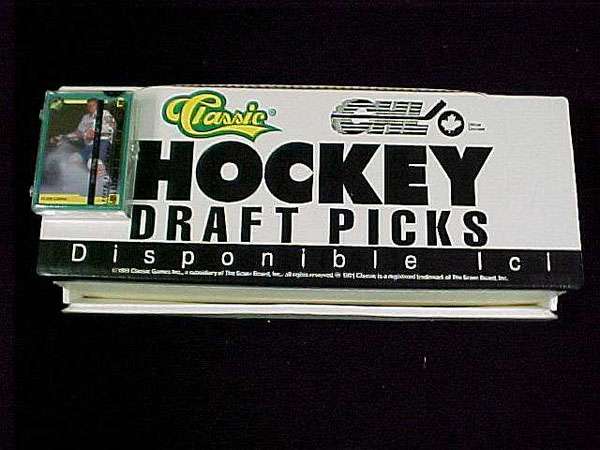 Classic®
CHL
HOCKEY
DRAFT PICKS
Disponible Ici
©1991 Classic Games Inc., a subsidiary of The Score Board, Inc., all rights reserved. ® 1991 Classic is a registered trademark of The Score Board, Inc.